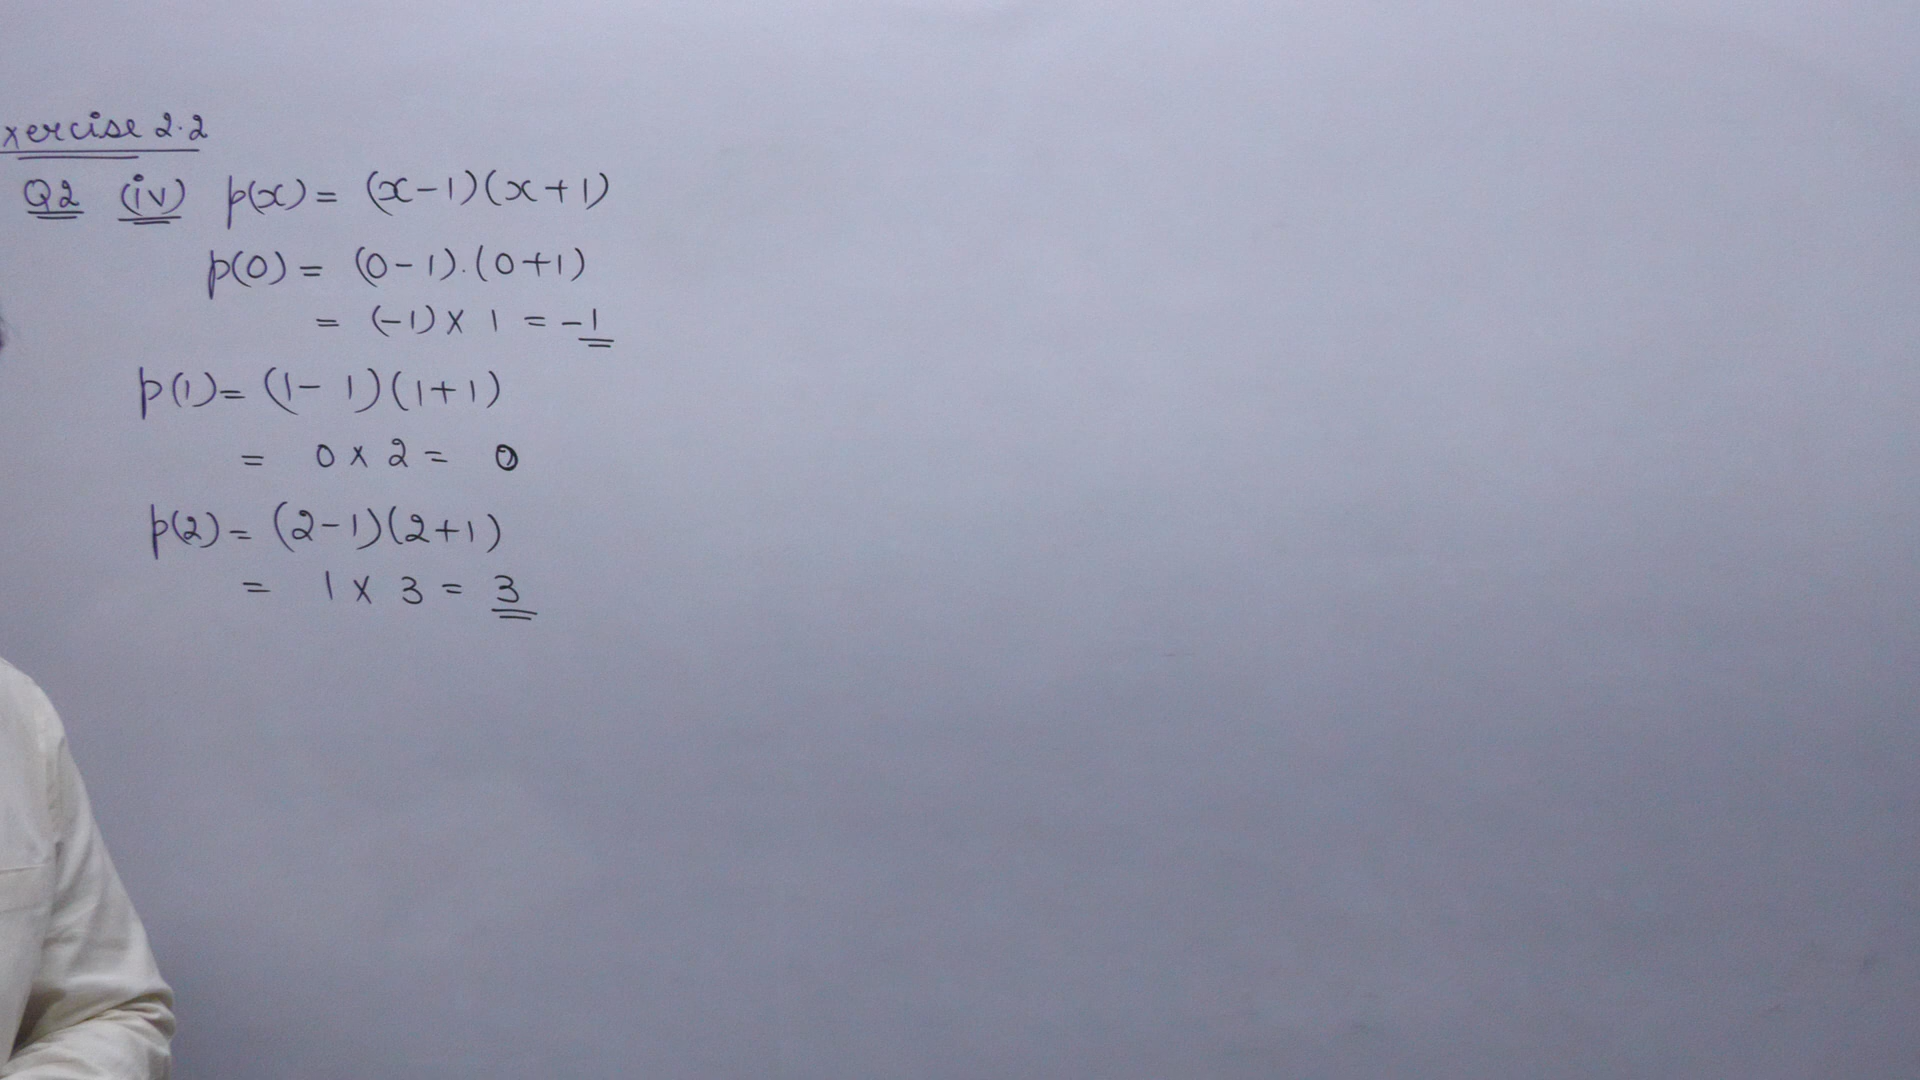 xercise 2.2
Q2 (iv) p(x) = (x-1)(x+1)
p(0) = (0-1).(0+1)
= (-1) × 1 = -1
p(1) = (1-1)(1+1)
= 0 × 2 = 0
p(2) = (2-1)(2+1)
= 1 × 3 = 3